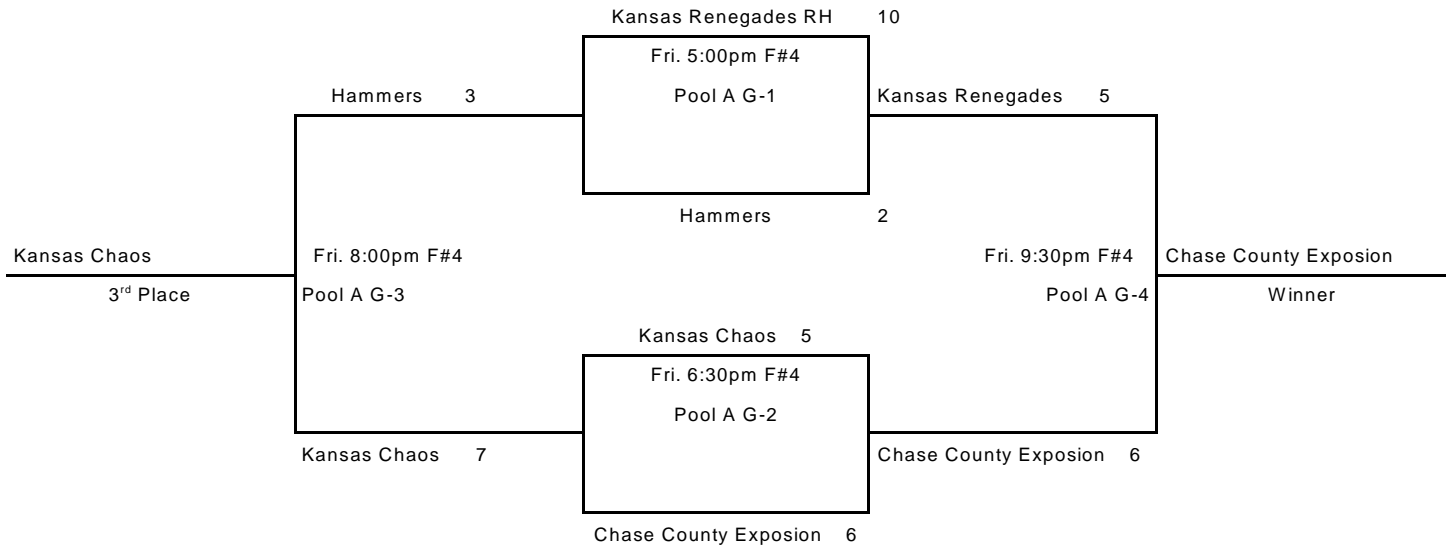 Kansas Renegades RH 10
Fri. 5:00pm F#4
Hammers 3
Pool A G-1
Kansas Renegades 5
Hammers 2
Kansas Chaos
Fri. 8:00pm F#4
Fri. 9:30pm F#4
Chase County Exposion
3rd Place
Pool A G-3
Pool A G-4
Winner
Kansas Chaos 5
Fri. 6:30pm F#4
Pool A G-2
Kansas Chaos 7
Chase County Exposion 6
Chase County Exposion 6